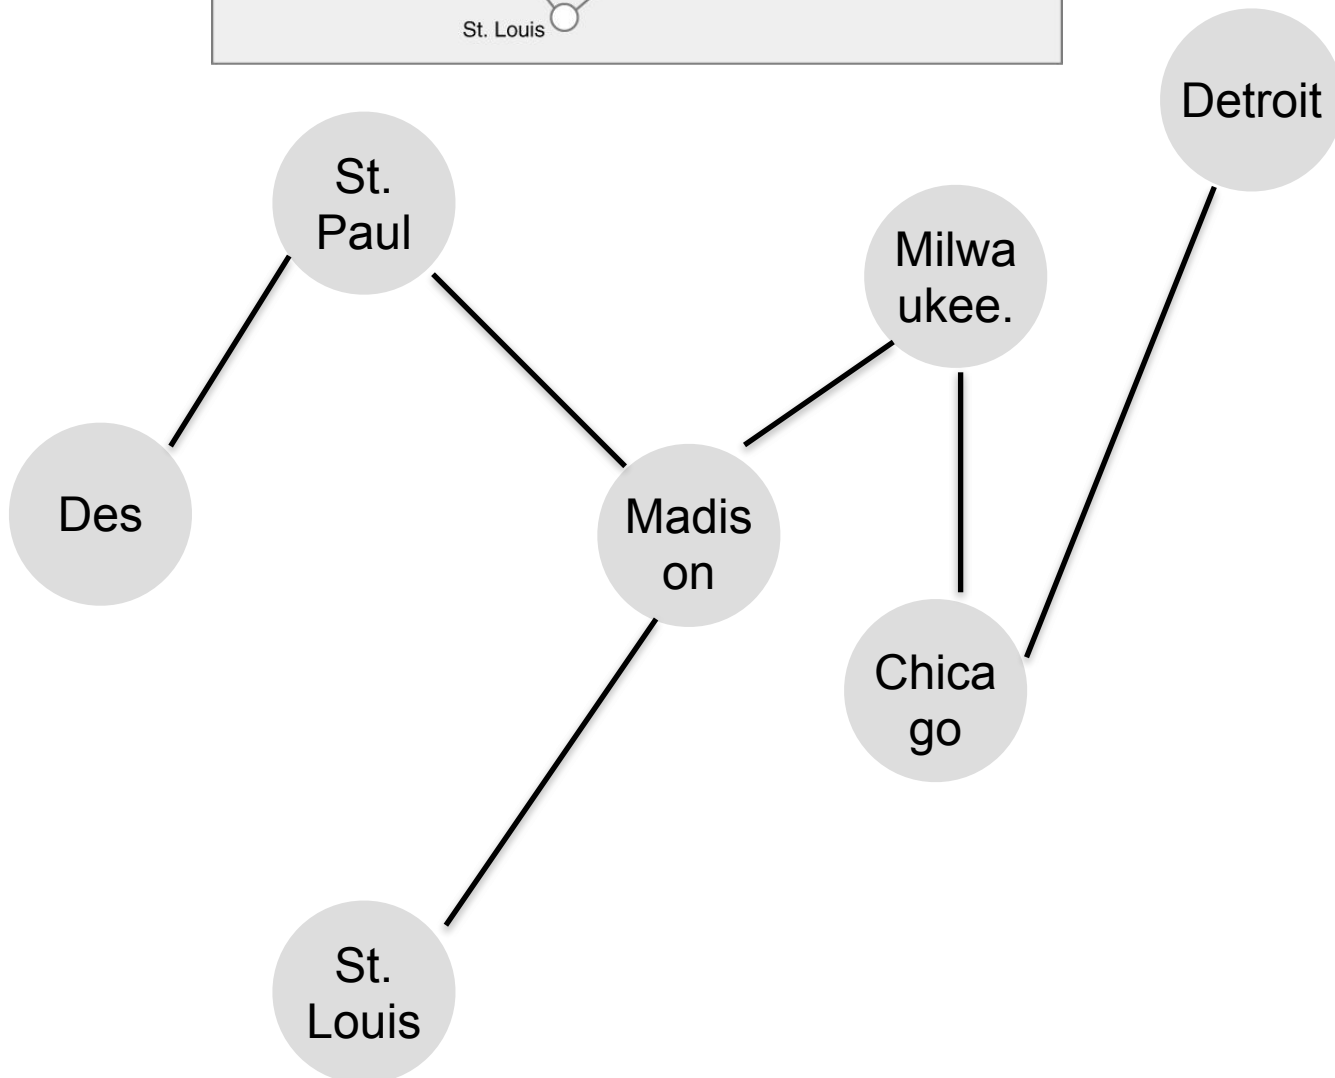 St. Louis
Detroit
St.
Paul
Milwa
ukee.
Des
Madis
on
Chica
go
St.
Louis